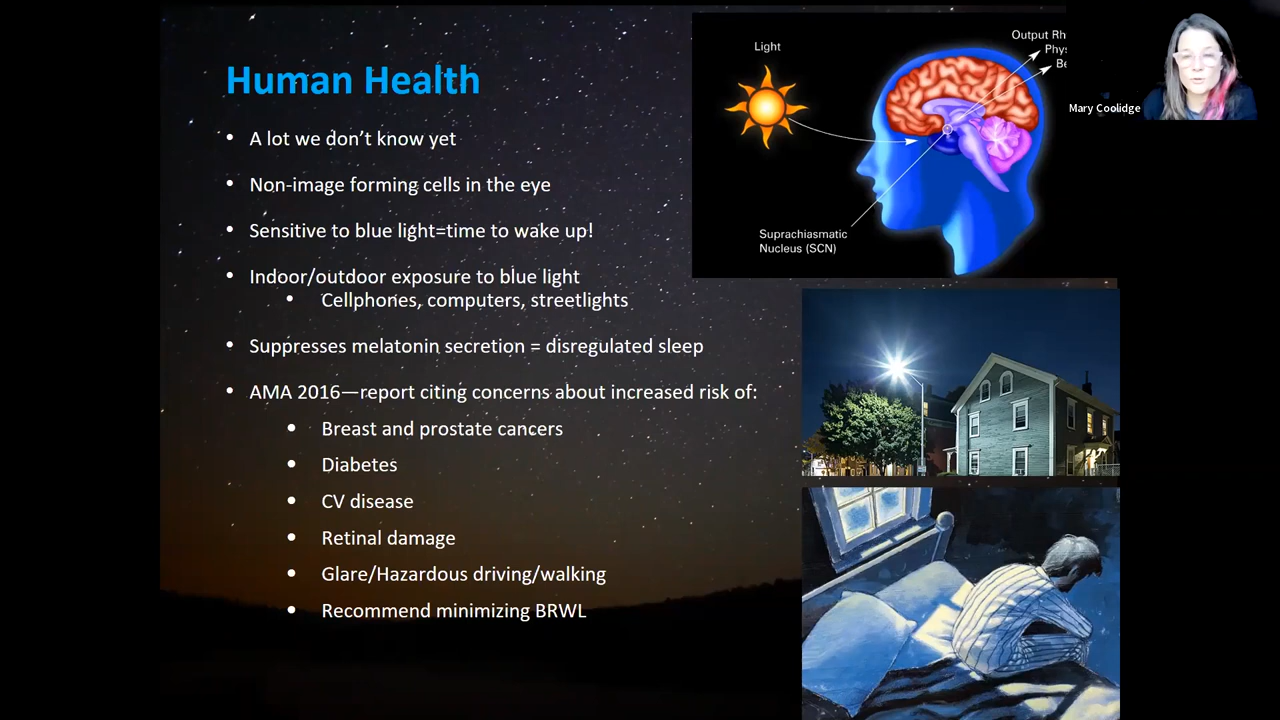 Human Health
• A lot we don’t know yet
• Non-image forming cells in the eye
• Sensitive to blue light=time to wake up!
• Indoor/outdoor exposure to blue light
• Cellphones, computers, streetlights
• Suppresses melatonin secretion = disregulated sleep
• AMA 2016—report citing concerns about increased risk of:
• Breast and prostate cancers
• Diabetes
• CV disease
• Retinal damage
• Glare/Hazardous driving/walking
• Recommend minimizing BRWL
Light
Output Rh
Phys
Be
Suprachiasmatic
Nucleus (SCN)
Mary Coolidge